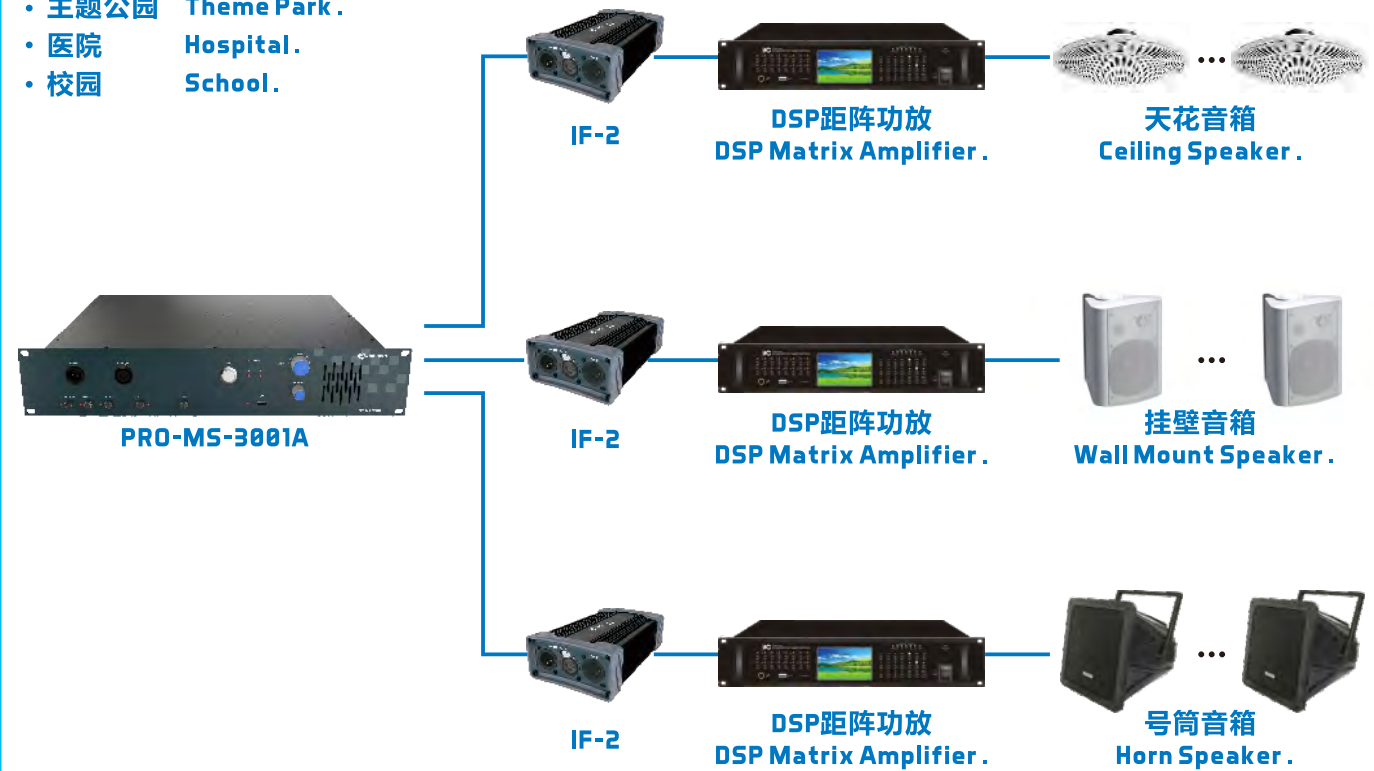 • 主题公园 Theme Park.
• 医院 Hospital.
• 校园 School.
IF-2
DSP距阵功放
DSP Matrix Amplifier.
天花音箱
Ceiling Speaker.
PRO-MS-3001A
IF-2
DSP距阵功放
DSP Matrix Amplifier.
挂壁音箱
Wall Mount Speaker.
IF-2
DSP距阵功放
DSP Matrix Amplifier.
号筒音箱
Horn Speaker.